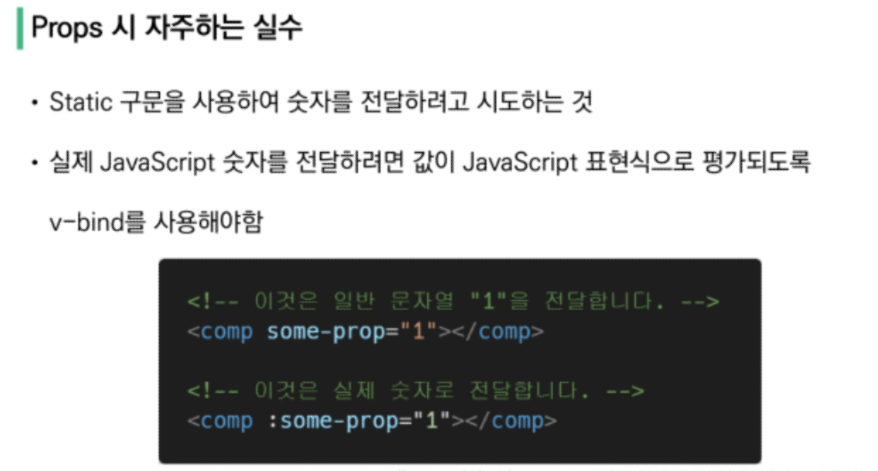 Props 시 자주하는 실수
• Static 구문을 사용하여 숫자를 전달하려고 시도하는 것
• 실제 JavaScript 숫자를 전달하려면 값이 JavaScript 표현식으로 평가되도록
v-bind를 사용해야함
<!-- 이것은 일반 문자열 "1"을 전달합니다. -->
<comp some-prop="1"></comp>
<!-- 이것은 실제 숫자로 전달합니다. -->
<comp :some-prop="1"></comp>